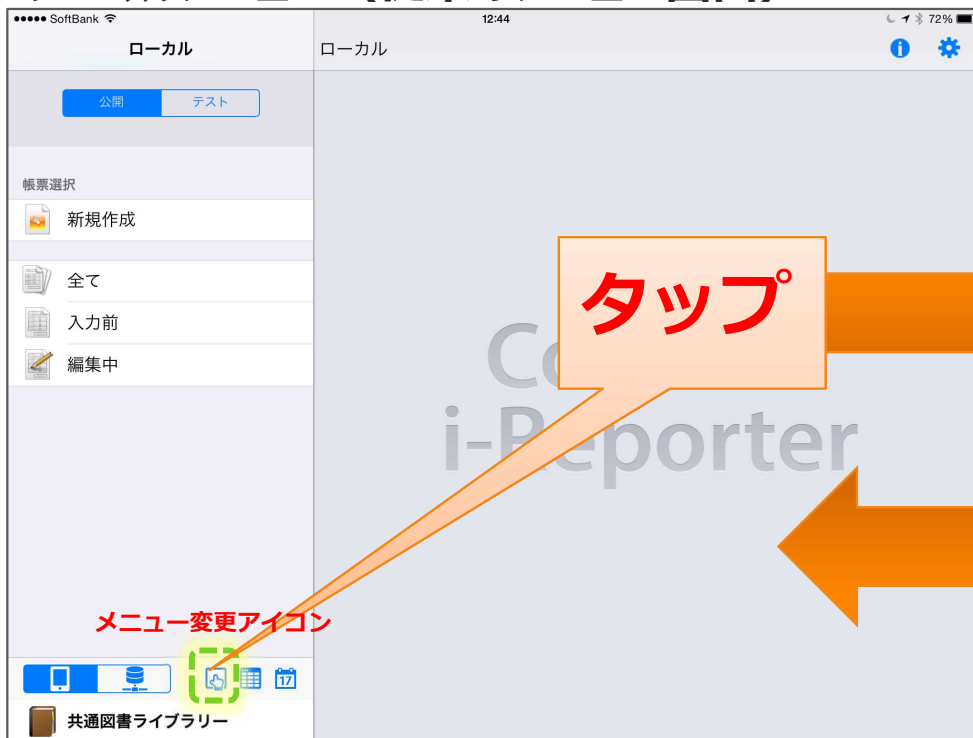 SoftBank 12:44 72%
ローカル ローカル
公開 テスト
帳票選択
新規作成
全て
入力前
編集中
タップ
i-Reporter
メニュー変更アイコン
17
共通図書ライブラリー